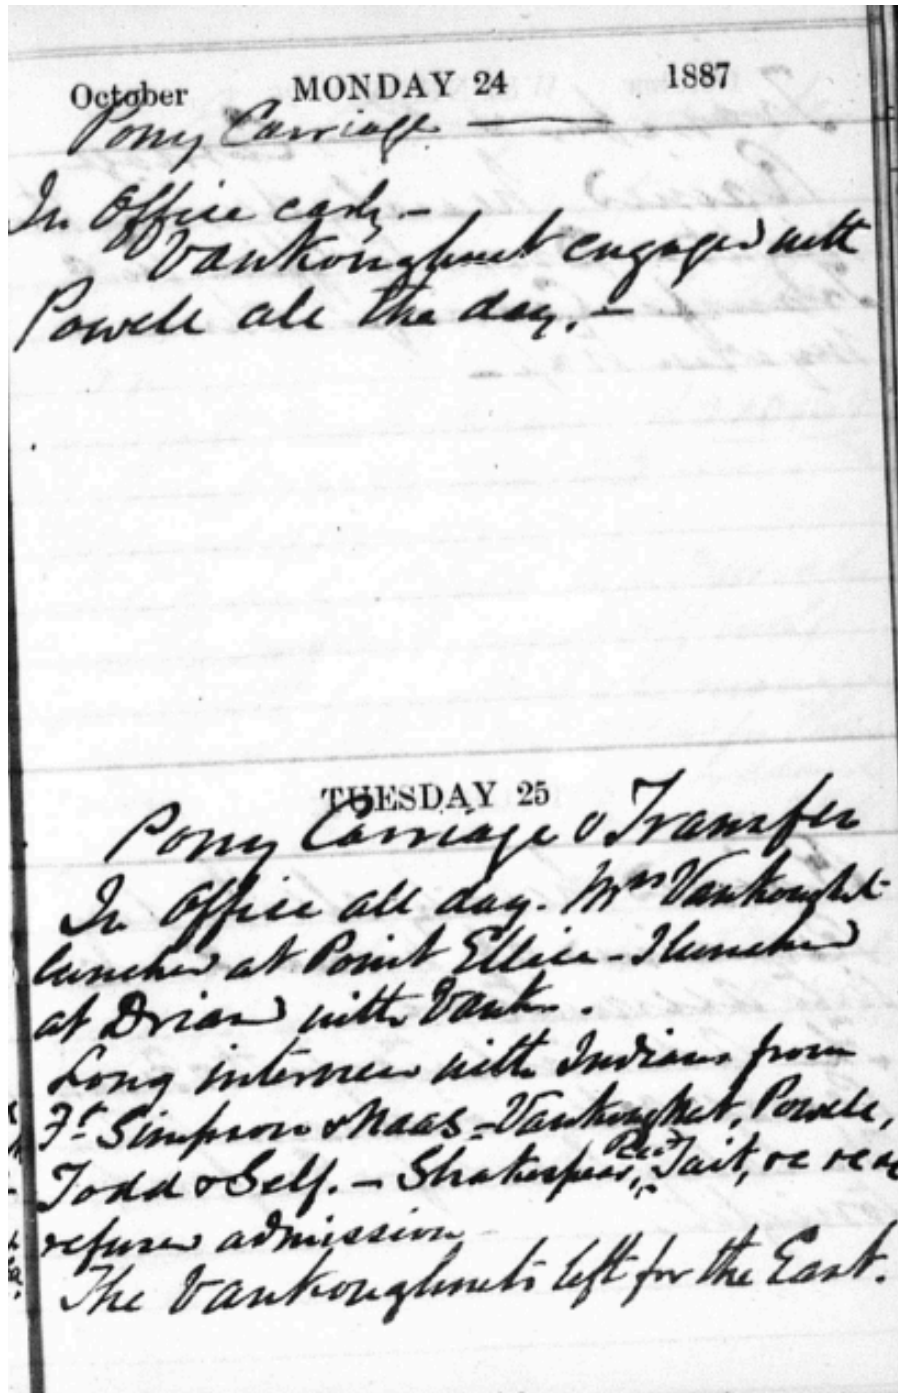 October MONDAY 24 1887
Pony Carriage —
In Office early –
Vankoughnet engaged with
Powell all the day. –
TUESDAY 25
Pony Carriage & Transfer
In Office all day. Mrs Vankoughnet
lunched at Point Ellice – I lunched
at Driard with Vank.
Long interview with Indians from
Ft Simpson & Naas – Vankoughnet, Powell,
Todd & Self. – Shakespear, Revd Tait, &c &c &c
refused admission
The Vankoughnets left for the East.